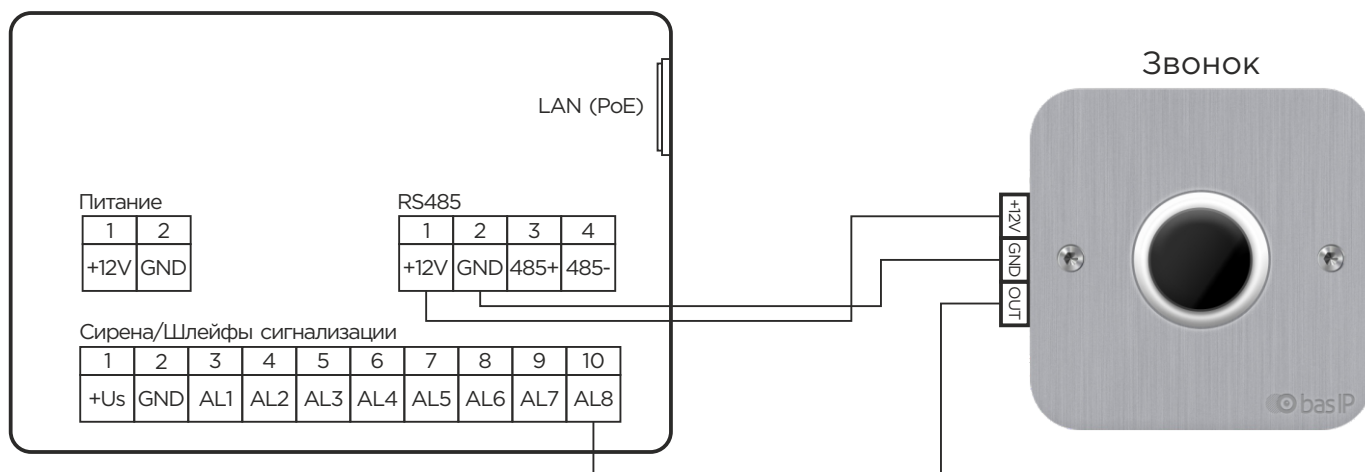 Звонок
LAN (PoE)
Питание
1 2
+12V GND
RS485
1 2 3 4
+12V GND 485+ 485-
+12V
GND
OUT
Сирена/Шлейфы сигнализации
1 2 3 4 5 6 7 8 9 10
+Us GND AL1 AL2 AL3 AL4 AL5 AL6 AL7 AL8
bas IP